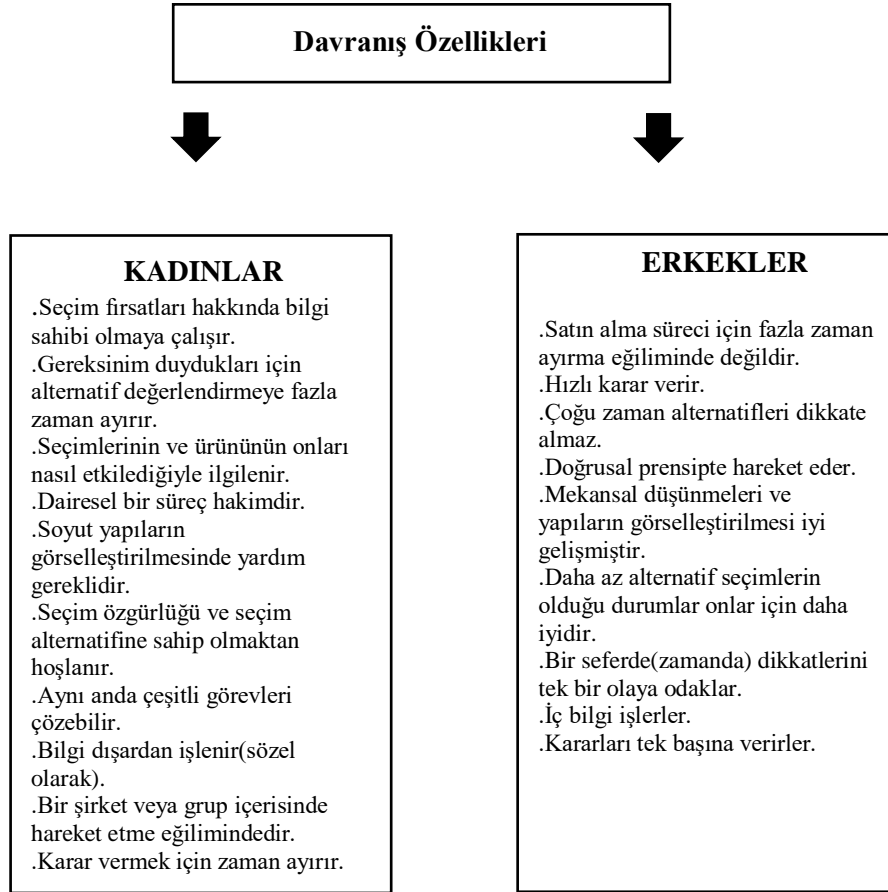 Davranış Özellikleri
KADINLAR
.Seçim fırsatları hakkında bilgi
sahibi olmaya çalışır.
.Gereksinim duydukları için
alternatif değerlendirmeye fazla
zaman ayırır.
.Seçimlerinin ve ürününün onları
nasıl etkilediğiyle ilgilenir.
.Dairesel bir süreç hakimdir.
.Soyut yapıların
görselleştirilmesinde yardım
gereklidir.
.Seçim özgürlüğü ve seçim
alternatifine sahip olmaktan
hoşlanır.
.Aynı anda çeşitli görevleri
çözebilir.
.Bilgi dışardan işlenir(sözel
olarak).
.Bir şirket veya grup içerisinde
hareket etme eğilimindedir.
.Karar vermek için zaman ayırır.
ERKEKLER
.Satın alma süreci için fazla zaman
ayırma eğiliminde değildir.
.Hızlı karar verir.
.Çoğu zaman alternatifleri dikkate
almaz.
.Doğrusal prensipte hareket eder.
.Mekansal düşünmeleri ve
yapıların görselleştirilmesi iyi
gelişmiştir.
.Daha az alternatif seçimlerin
olduğu durumlar onlar için daha
iyidir.
.Bir seferde(zamanda) dikkatlerini
tek bir olaya odaklar.
.İç bilgi işlerler.
.Kararları tek başına verirler.